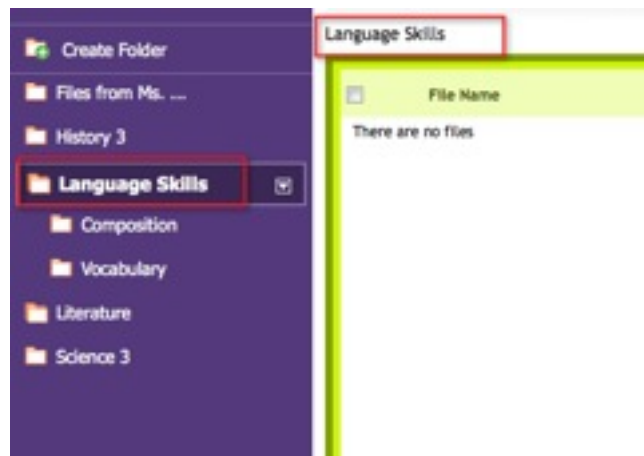 Create Folder
Files from Ms. ....
History 3
Language Skills
Composition
Vocabulary
Literature
Science 3
Language Skills
File Name
There are no files